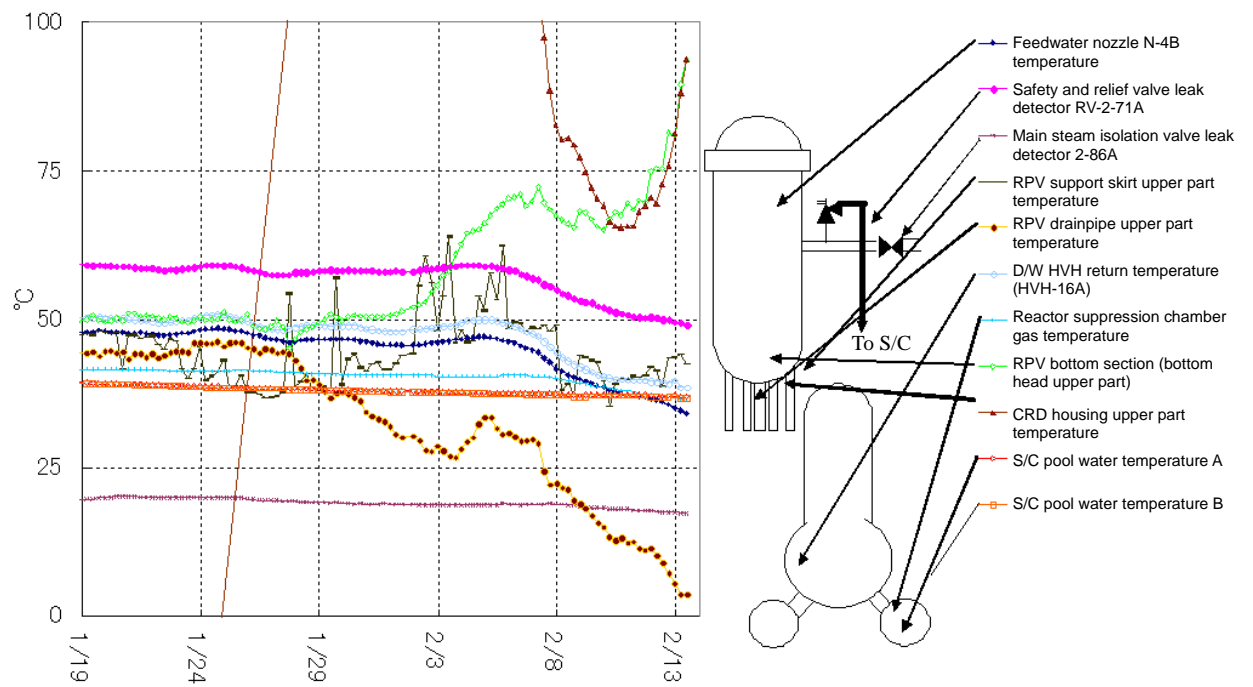 100
75
50
25
0
℃
1/19
1/24
1/29
2/3
2/8
2/13
To S/C
Feedwater nozzle N-4B
temperature
Safety and relief valve leak
detector RV-2-71A
Main steam isolation valve leak
detector 2-86A
RPV support skirt upper part
temperature
RPV drainpipe upper part
temperature
D/W HVH return temperature
(HVH-16A)
Reactor suppression chamber
gas temperature
RPV bottom section (bottom
head upper part)
CRD housing upper part
temperature
S/C pool water temperature A
S/C pool water temperature B